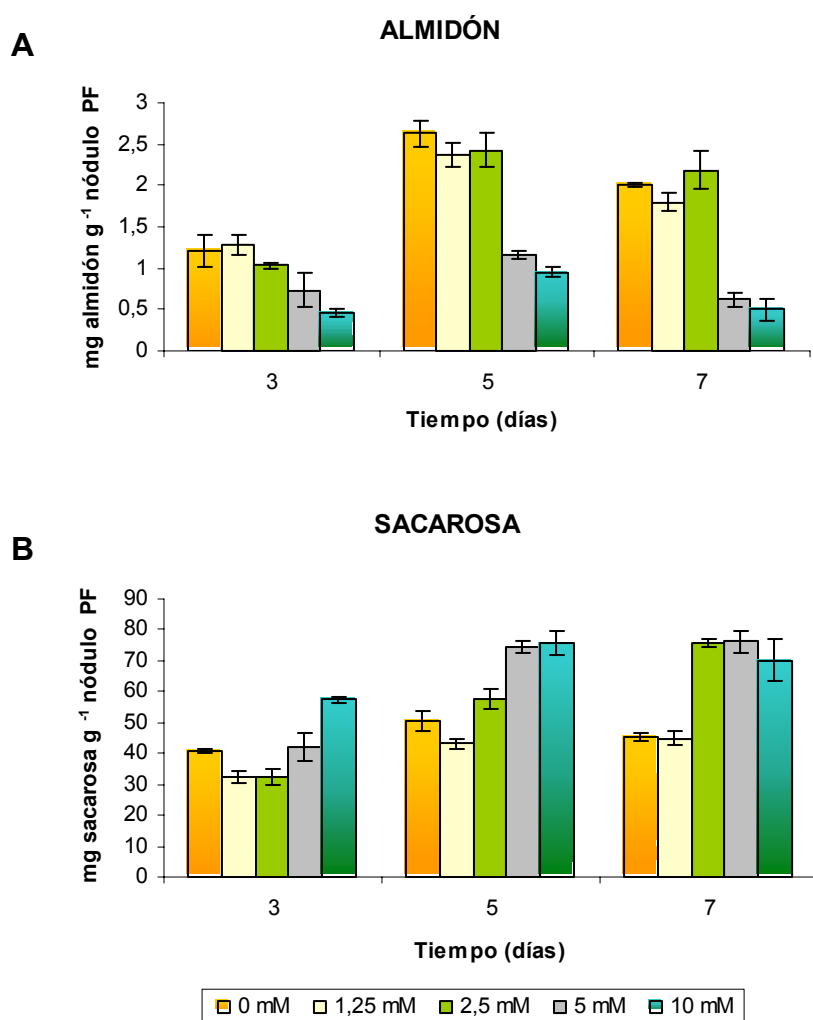 ALMIDÓN
A
mg almidón g⁻¹ nódulo PF
3
2,5
2
1,5
1
0,5
0
3 5 7
Tiempo (días)
SACAROSA
B
mg sacarosa g⁻¹ nódulo PF
90
80
70
60
50
40
30
20
10
0
3 5 7
Tiempo (días)
0 mM 1,25 mM 2,5 mM 5 mM 10 mM